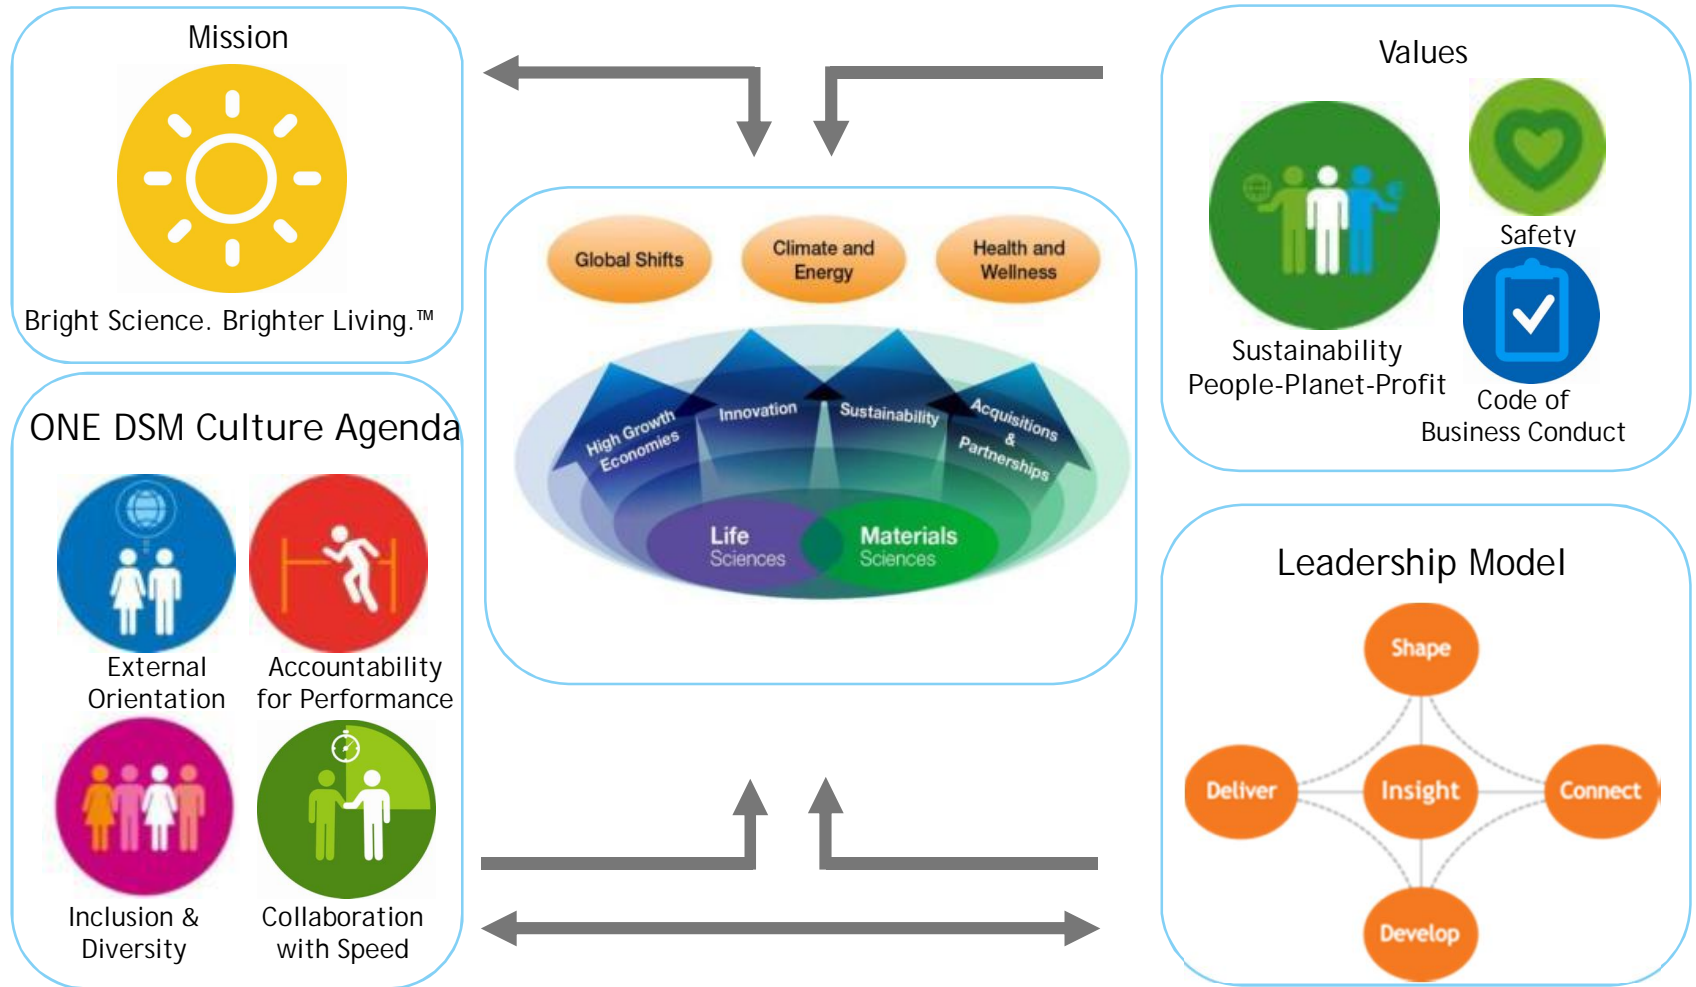 Mission
Bright Science. Brighter Living.™
ONE DSM Culture Agenda
External
Orientation
Accountability
for Performance
Inclusion &
Diversity
Collaboration
with Speed
Global Shifts
Climate and
Energy
Health and
Wellness
High Growth
Economies
Innovation
Sustainability
Acquisitions
&
Partnerships
Life
Sciences
Materials
Sciences
Values
Safety
Sustainability
People-Planet-Profit
Code of
Business Conduct
Leadership Model
Shape
Deliver
Insight
Connect
Develop